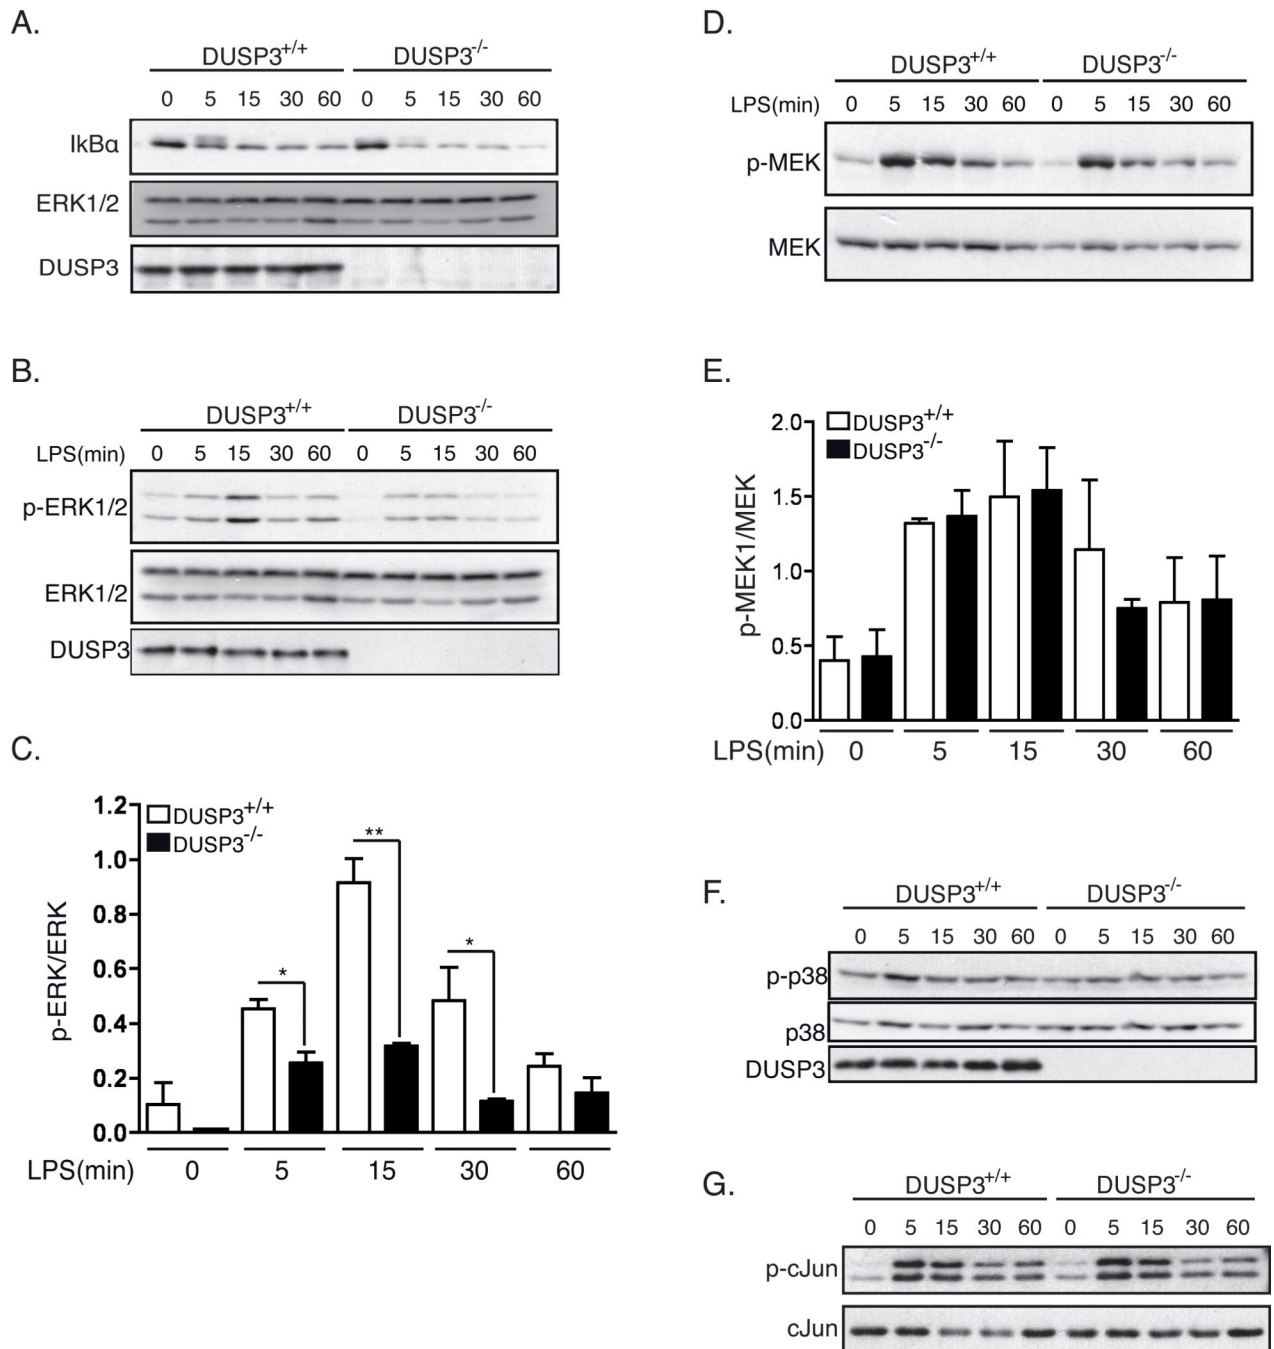 A.
DUSP3+/+ DUSP3-/-
0 5 15 30 60 0 5 15 30 60
IkBα
ERK1/2
DUSP3
B.
DUSP3+/+ DUSP3-/-
LPS(min) 0 5 15 30 60 0 5 15 30 60
p-ERK1/2
ERK1/2
DUSP3
C.
1.2
1.0
0.8
0.6
0.4
0.2
0.0
p-ERK/ERK
DUSP3+/+
DUSP3-/-
*
**
*
LPS(min) 0 5 15 30 60
D.
DUSP3+/+ DUSP3-/-
LPS(min) 0 5 15 30 60 0 5 15 30 60
p-MEK
MEK
E.
2.0
1.5
1.0
0.5
0.0
p-MEK1/MEK
DUSP3+/+
DUSP3-/-
LPS(min) 0 5 15 30 60
F.
DUSP3+/+ DUSP3-/-
0 5 15 30 60 0 5 15 30 60
p-p38
p38
DUSP3
G.
DUSP3+/+ DUSP3-/-
0 5 15 30 60 0 5 15 30 60
p-cJun
cJun